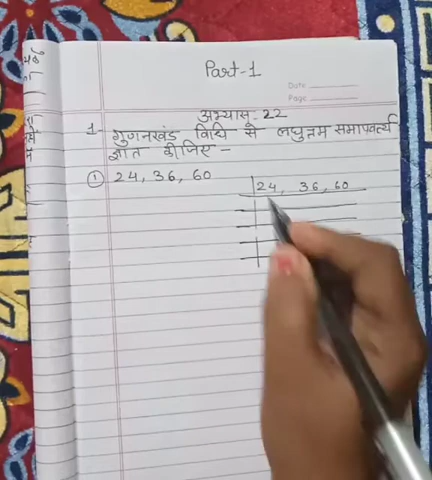 Part-1
Date
Page
अभ्यास-22
1- गुणनखंड विधि से लघुत्तम समापवर्त्य
ज्ञात कीजिए -
① 24, 36, 60
24, 36, 60